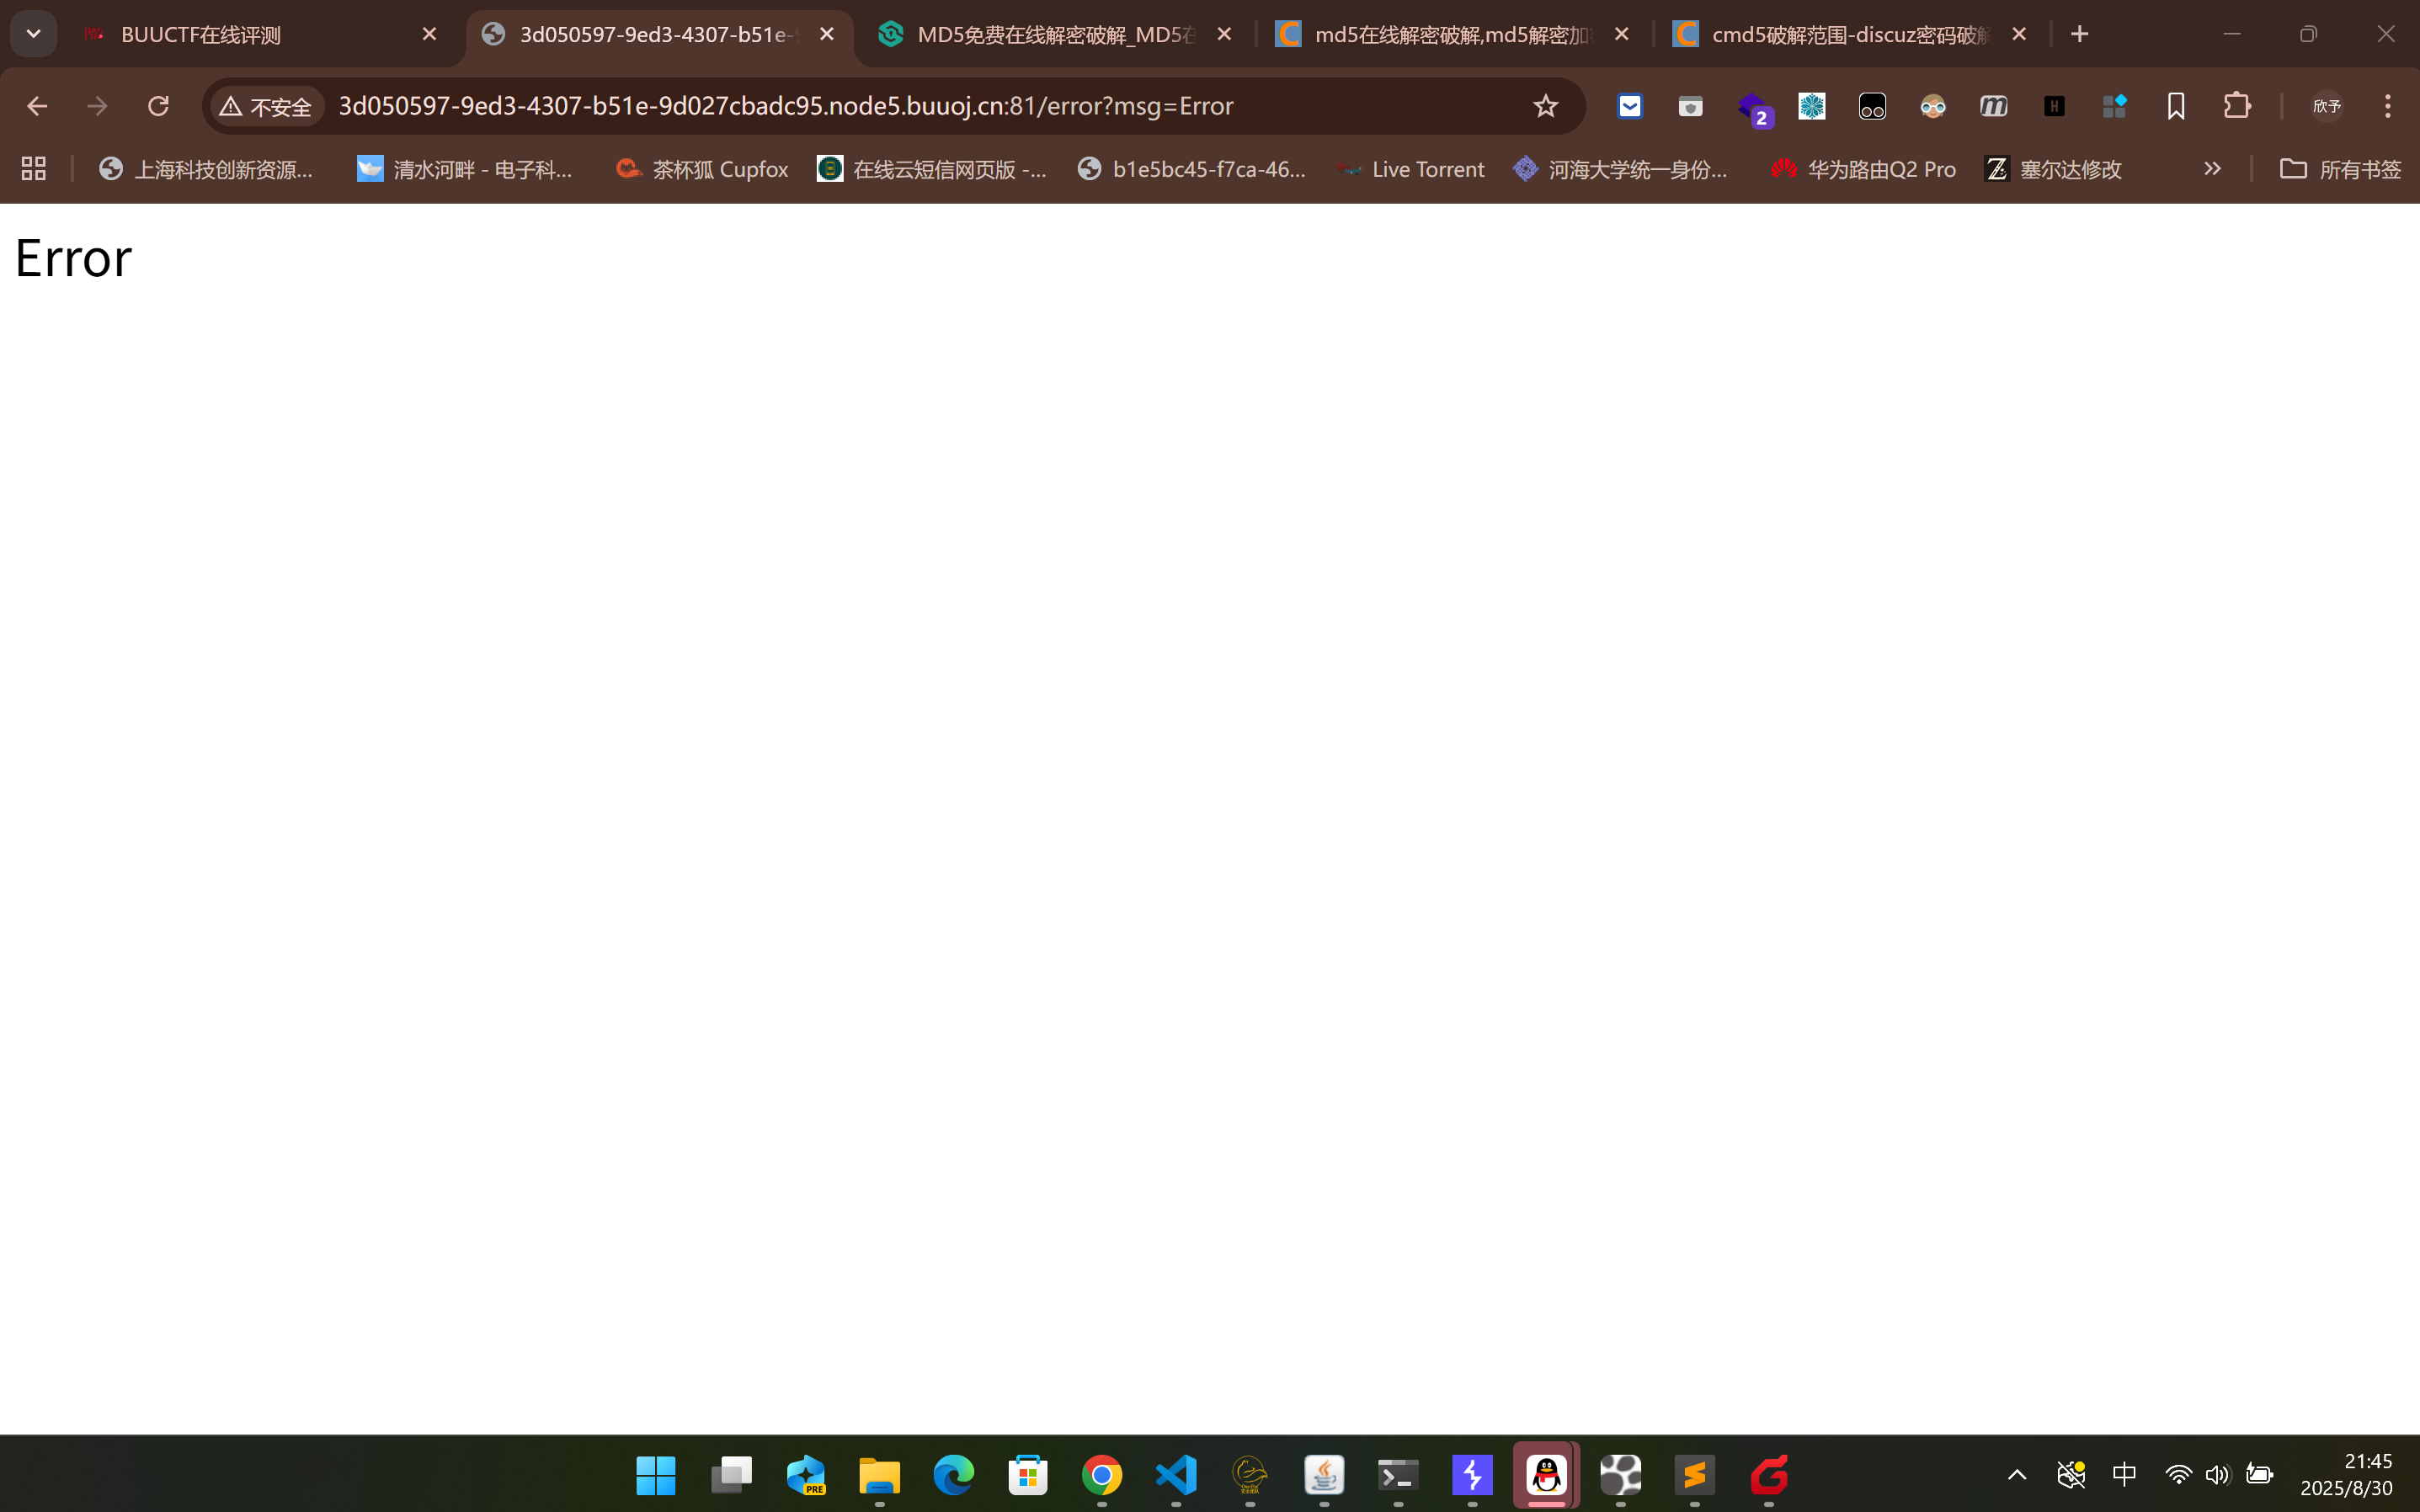 BUUCTF在线评测
3d050597-9ed3-4307-b51e-
MD5免费在线解密破解_MD5在
md5在线解密破解,md5解密加
cmd5破解范围-discuz密码破解
不安全
3d050597-9ed3-4307-b51e-9d027cbadc95.node5.buuoj.cn:81/error?msg=Error
2
欣予
上海科技创新资源...
清水河畔 - 电子科...
茶杯狐 Cupfox
在线云短信网页版 -...
b1e5bc45-f7ca-46...
Live Torrent
河海大学统一身份...
华为路由Q2 Pro
塞尔达修改
所有书签
Error
PRE
中
21:45
2025/8/30